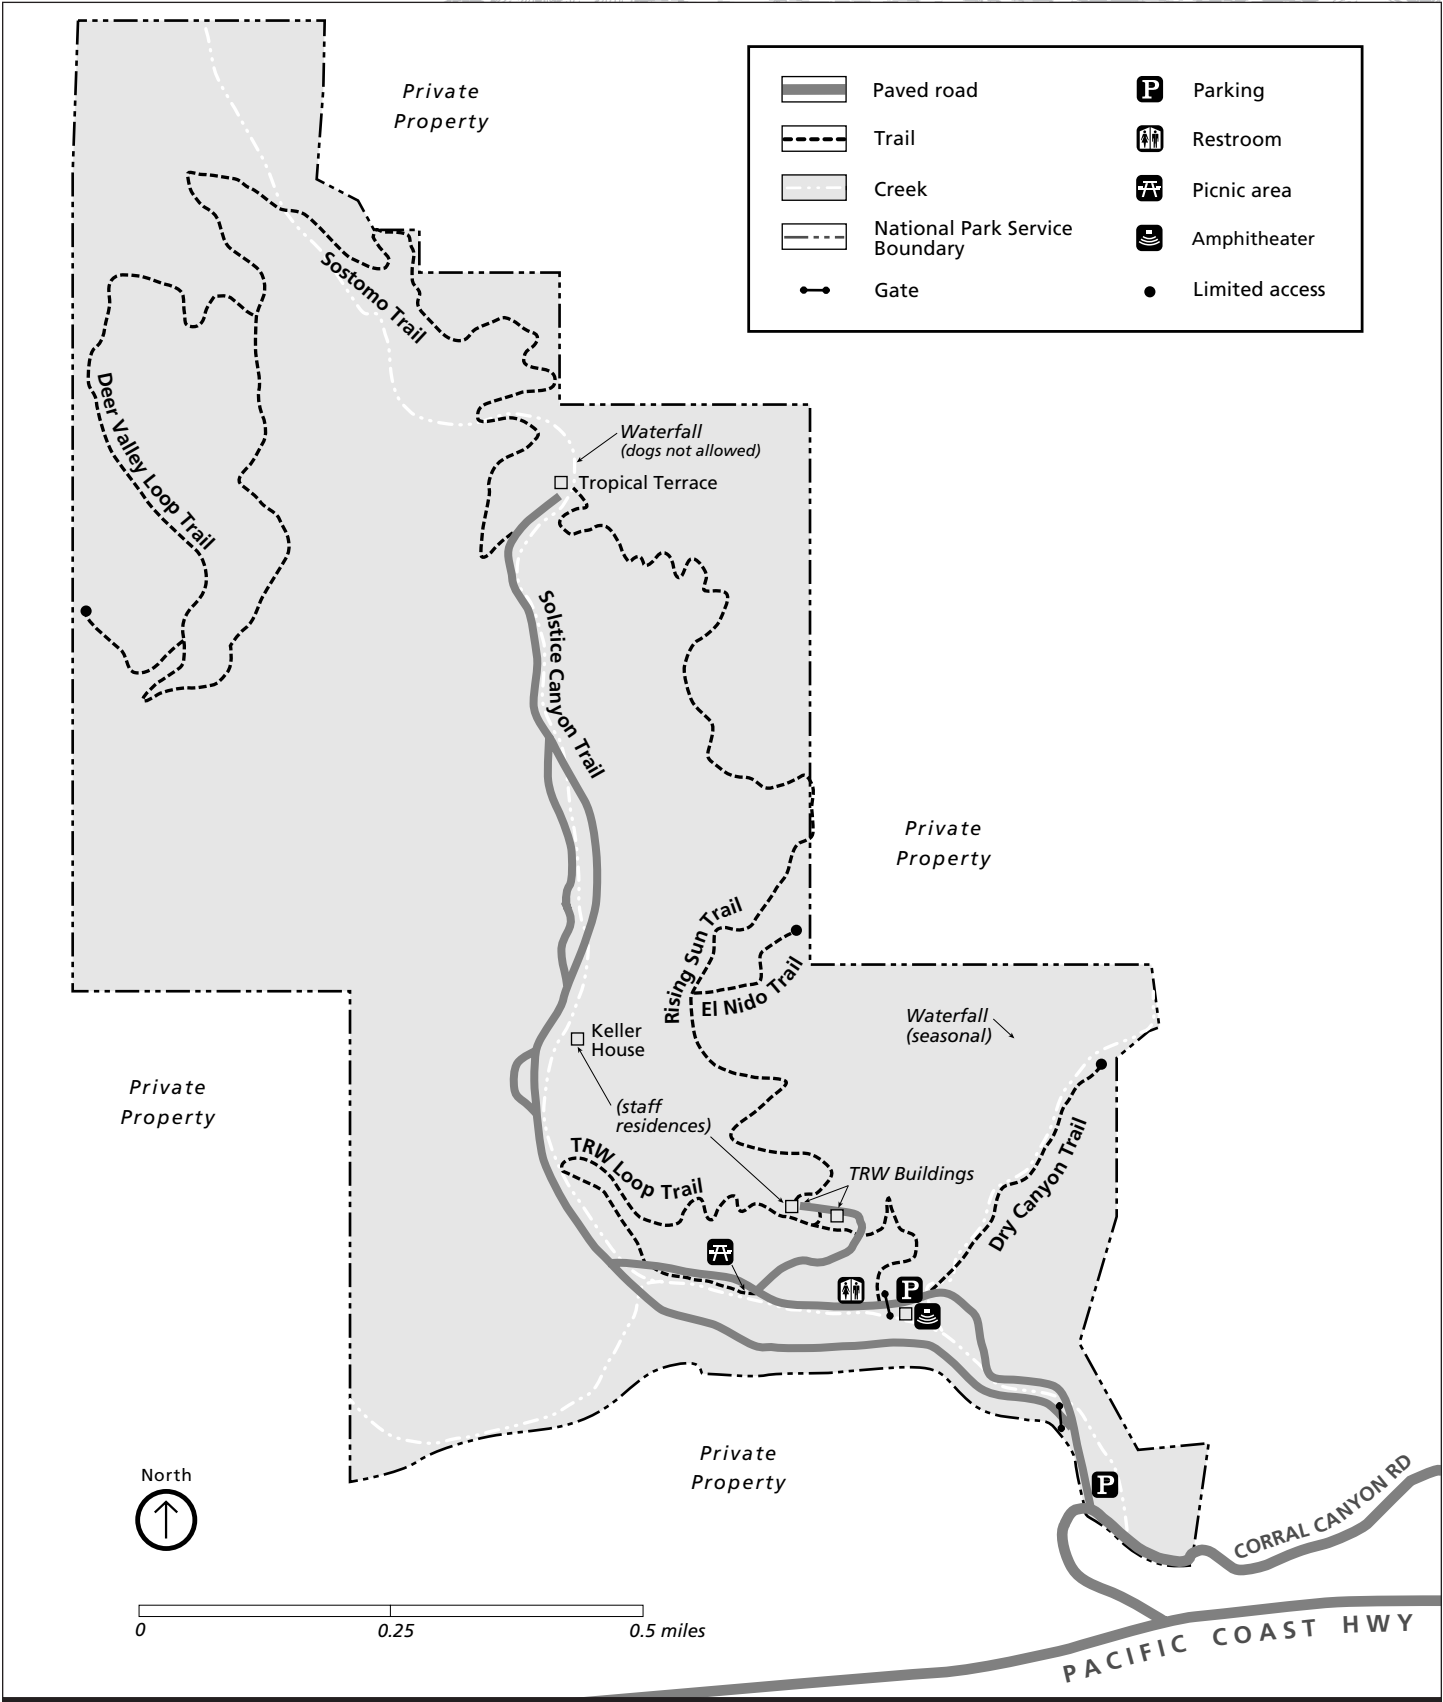 Private
Property
Paved road
Trail
Creek
National Park Service
Boundary
Gate
P
Parking
Restroom
Picnic area
Amphitheater
Limited access
Sostomo Trail
Deer Valley Loop Trail
Waterfall
(dogs not allowed)
Tropical Terrace
Solstice Canyon Trail
Private
Property
Rising Sun Trail
El Nido Trail
Waterfall
(seasonal)
Keller
House
Private
Property
(staff
residences)
TRW Loop Trail
TRW Buildings
Dry Canyon Trail
P
Private
Property
P
North
CORRAL CANYON RD
PACIFIC COAST HWY
0 0.25 0.5 miles